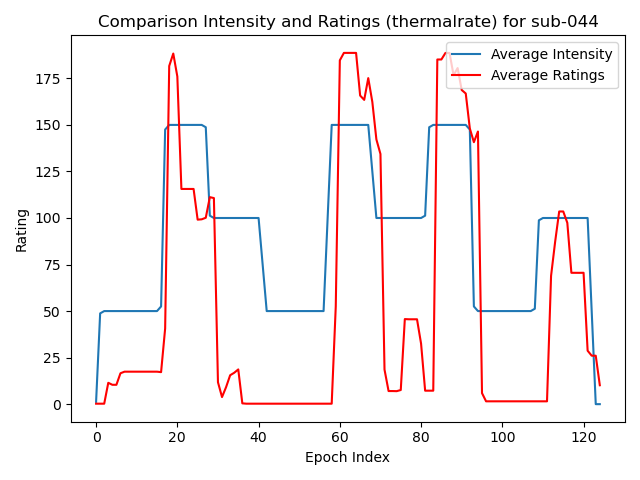 Comparison Intensity and Ratings (thermalrate) for sub-044
Average Intensity
Average Ratings
Rating
175
150
125
100
75
50
25
0
0 20 40 60 80 100 120
Epoch Index